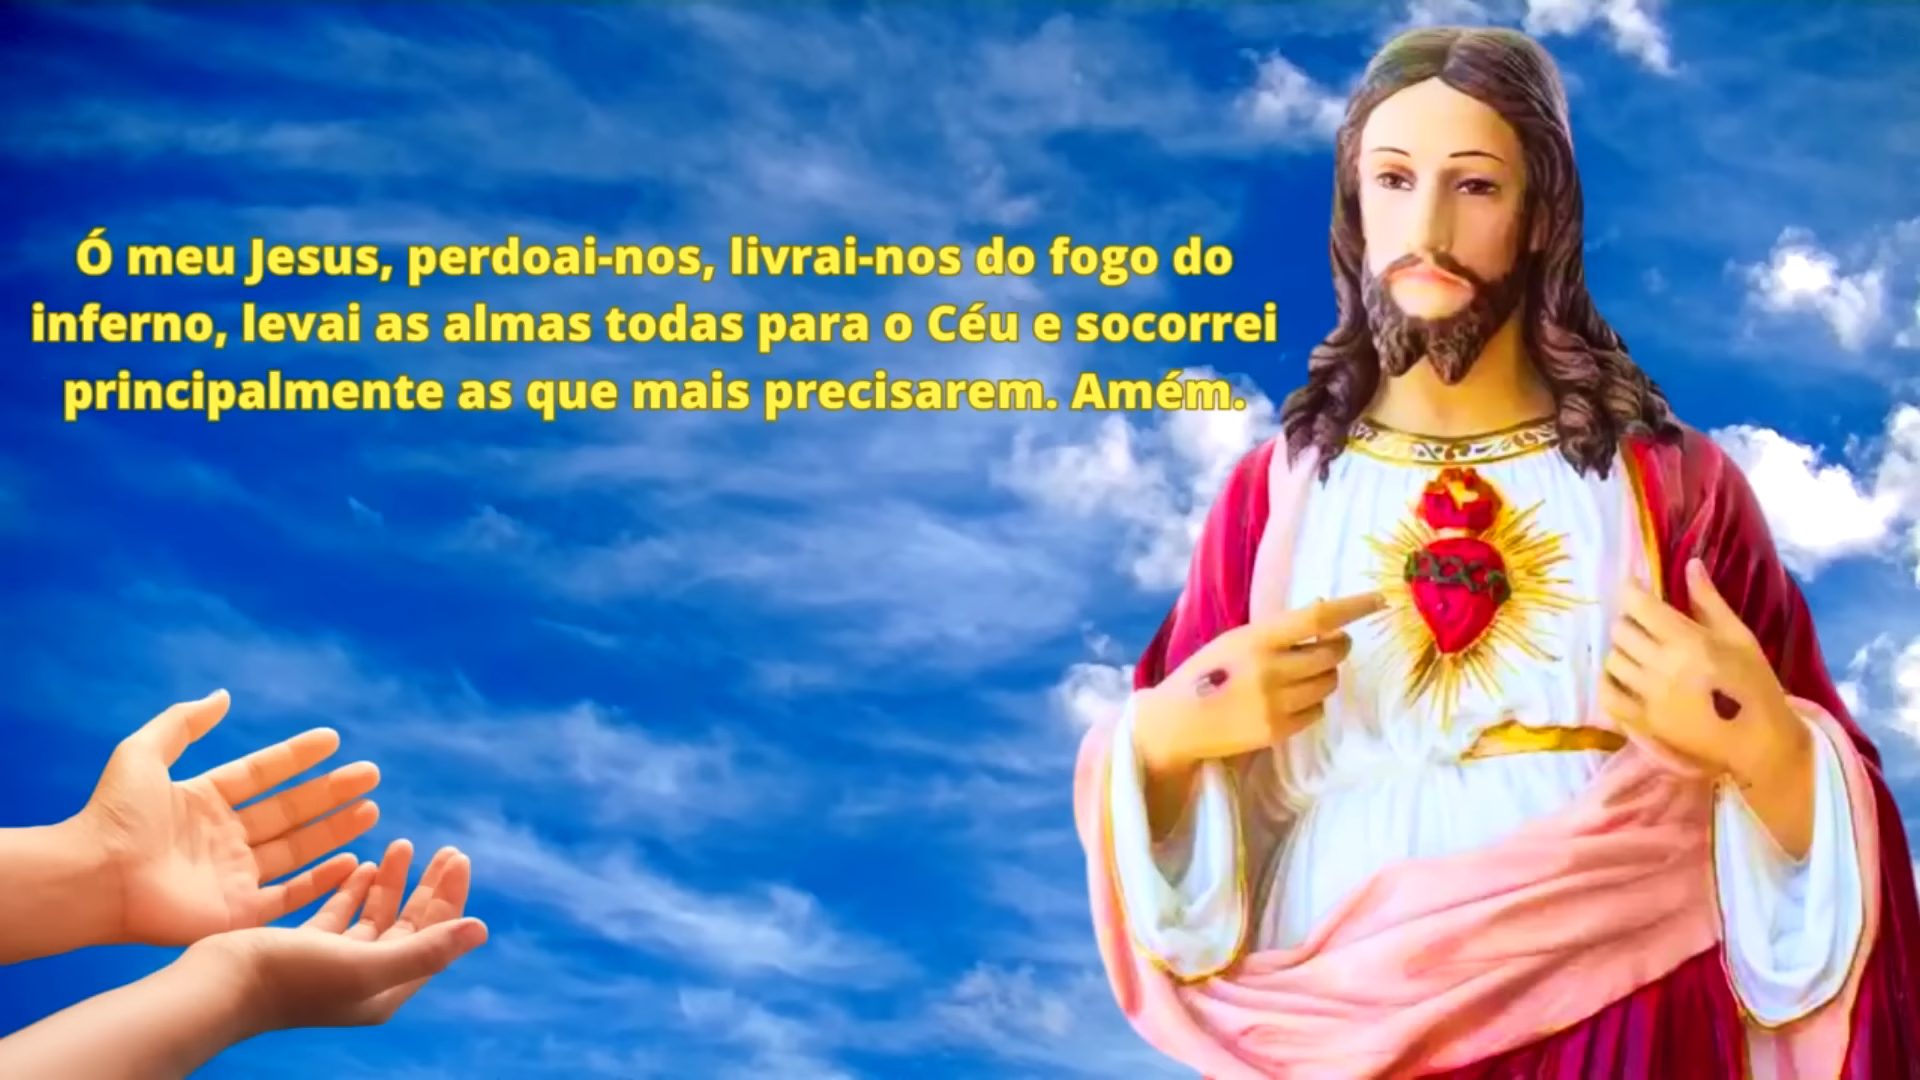 Ó meu Jesus, perdoai-nos, livrai-nos do fogo do
inferno, levai as almas todas para o Céu e socorrei
principalmente as que mais precisarem. Amém.